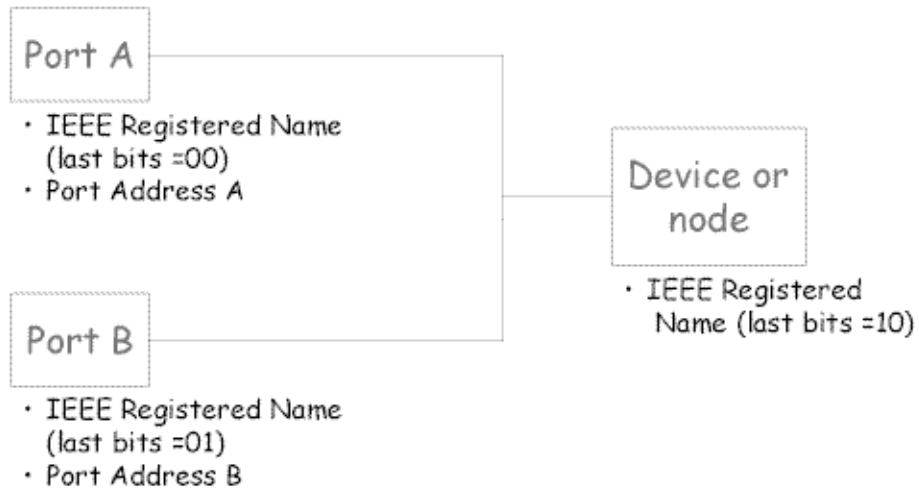 Port A
• IEEE Registered Name
(last bits =00)
• Port Address A
Device or
node
• IEEE Registered
Name (last bits =10)
Port B
• IEEE Registered Name
(last bits =01)
• Port Address B